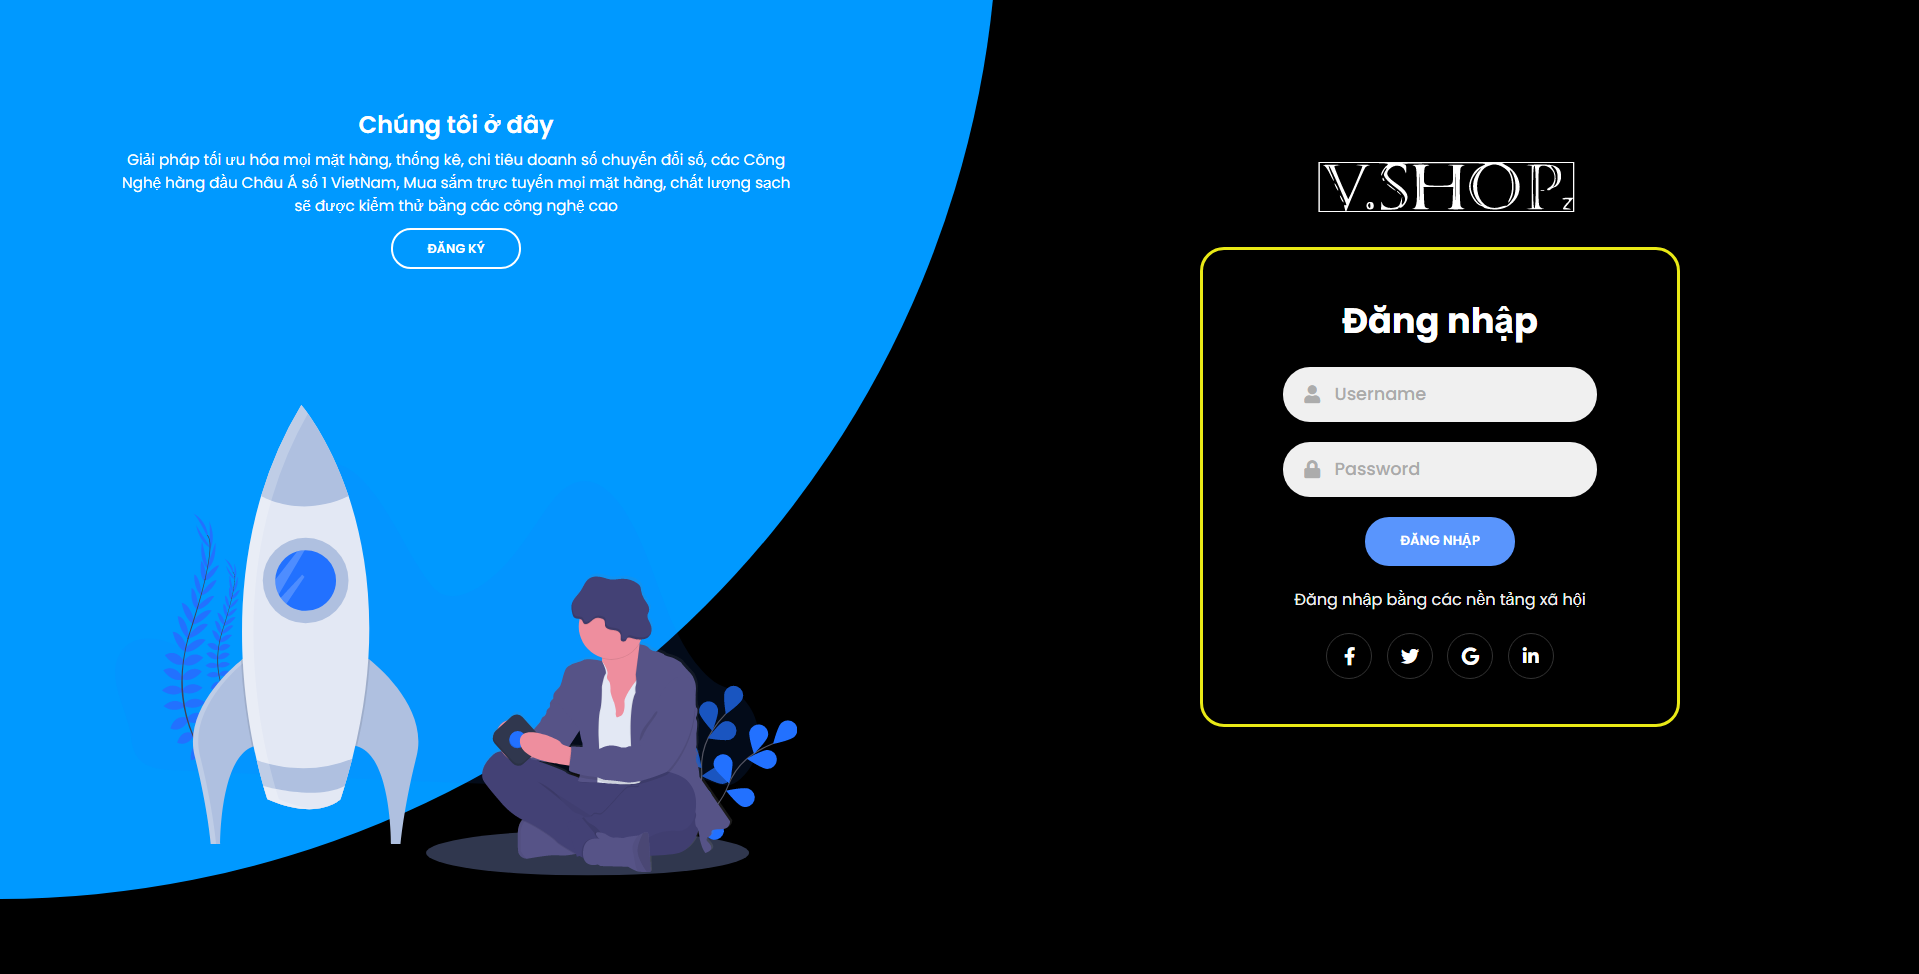 Chúng tôi ở đây
Giải pháp tối ưu hóa mọi mặt hàng, thống kê, chi tiêu doanh số chuyển đổi số, các Công
Nghệ hàng đầu Châu Á số 1 VietNam, Mua sắm trực tuyến mọi mặt hàng, chất lượng sạch
sẽ được kiểm thử bằng các công nghệ cao
ĐĂNG KÝ
V.SHOP.Z
Đăng nhập
Username
Password
ĐĂNG NHẬP
Đăng nhập bằng các nền tảng xã hội